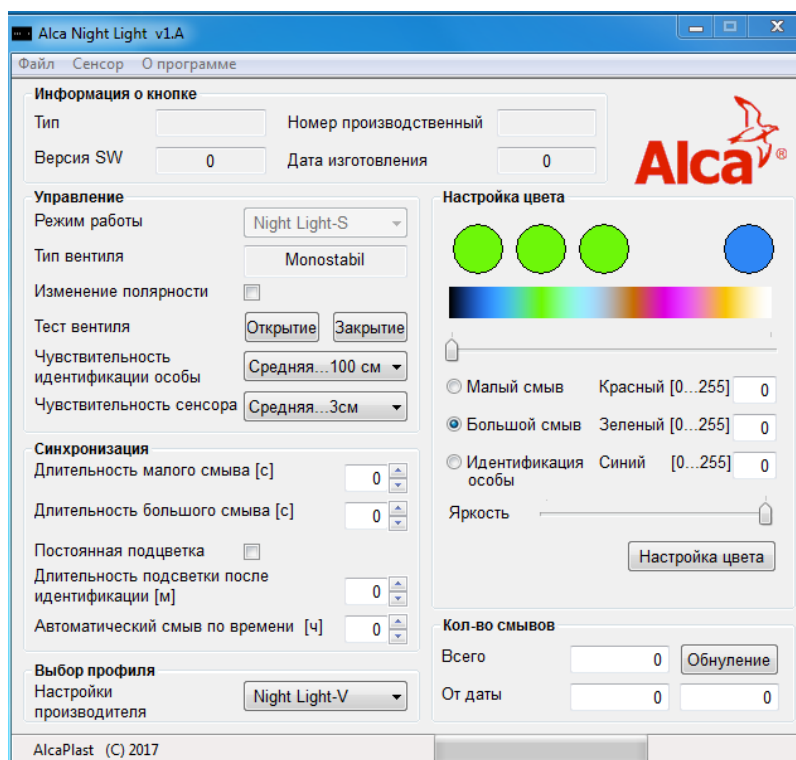 Alca Night Light v1.A
Файл Сенсор О программе
Информация о кнопке
Тип Номер производственный
Версия SW 0 Дата изготовления 0
Alca®
Управление
Режим работы Night Light-S
Тип вентиля Monostabil
Изменение полярности
Тест вентиля Открытие Закрытие
Чувствительность
идентификации особы Средняя...100 см
Чувствительность сенсора Средняя...3см
Синхронизация
Длительность малого смыва [с] 0
Длительность большого смыва [с] 0
Постоянная подцветка
Длительность подсветки после
идентификации [м] 0
Автоматический смыв по времени [ч] 0
Выбор профиля
Настройки
производителя Night Light-V
Настройка цвета
Малый смыв Красный [0...255] 0
Большой смыв Зеленый [0...255] 0
Идентификация
особы Синий [0...255] 0
Яркость
Настройка цвета
Кол-во смывов
Всего 0 Обнуление
От даты 0 0
AlcaPlast (C) 2017